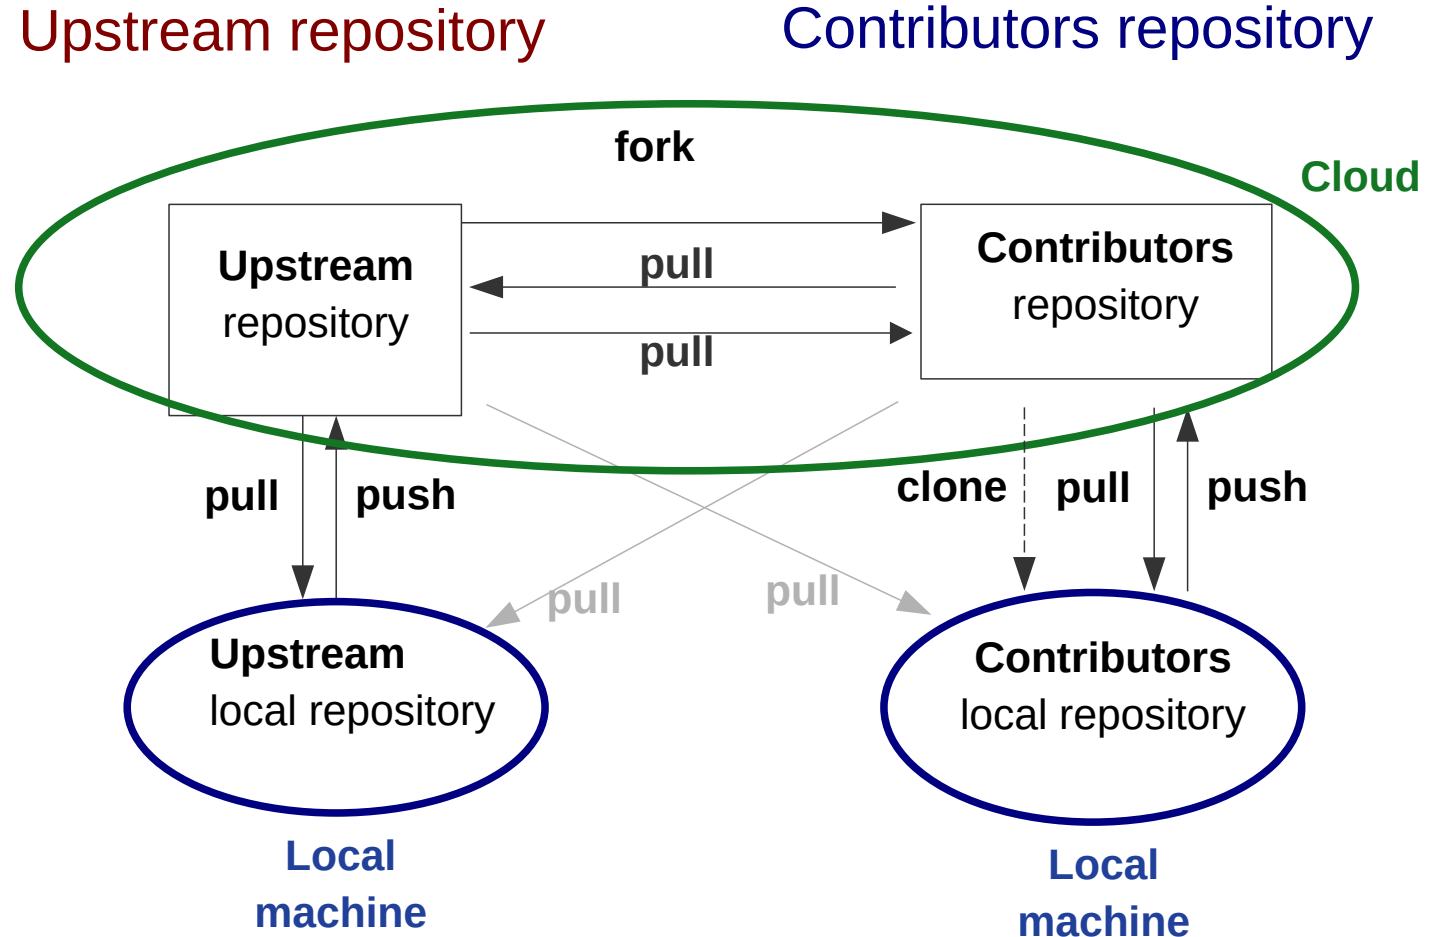 Upstream repository
Contributors repository
fork
Cloud
Upstream
repository
pull
Contributors
repository
pull
pull
push
clone
pull
push
pull
pull
Upstream
local repository
Contributors
local repository
Local
machine
Local
machine